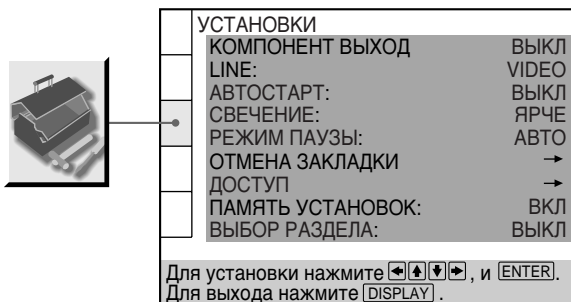 УСТАНОВКИ
КОМПОНЕНТ ВЫХОД ВЫКЛ
LINE: VIDEO
АВТОСТАРТ: ВЫКЛ
СВЕЧЕНИЕ: ЯРЧЕ
РЕЖИМ ПАУЗЫ: АВТО
ОТМЕНА ЗАКЛАДКИ →
ДОСТУП →
ПАМЯТЬ УСТАНОВОК: ВКЛ
ВЫБОР РАЗДЕЛА: ВЫКЛ
Для установки нажмите ←↑↓→, и ENTER.
Для выхода нажмите DISPLAY .